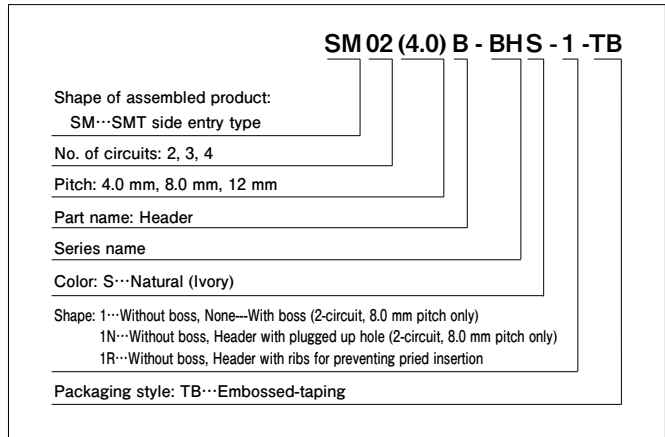 SM 02 (4.0) B - BH S - 1 -TB
Shape of assembled product:
SM⋯SMT side entry type
No. of circuits: 2, 3, 4
Pitch: 4.0 mm, 8.0 mm, 12 mm
Part name: Header
Series name
Color: S⋯Natural (Ivory)
Shape: 1⋯Without boss, None---With boss (2-circuit, 8.0 mm pitch only)
1N⋯Without boss, Header with plugged up hole (2-circuit, 8.0 mm pitch only)
1R⋯Without boss, Header with ribs for preventing pried insertion
Packaging style: TB⋯Embossed-taping